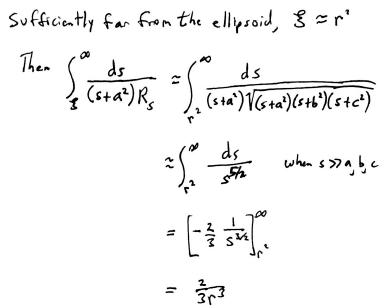 Sufficiently far from the ellipsoid, ξ ≈ r²
Then ∫_ξ^∞ ds / ((s+a²) R_s) ≈ ∫_{r²}^∞ ds / ((s+a²) √((s+a²)(s+b²)(s+c²)))
≈ ∫_{r²}^∞ ds / s^{5/2} when s >> a, b, c
= [ -2/3 1/s^{3/2} ]_{r²}^∞
= 2 / 3r³